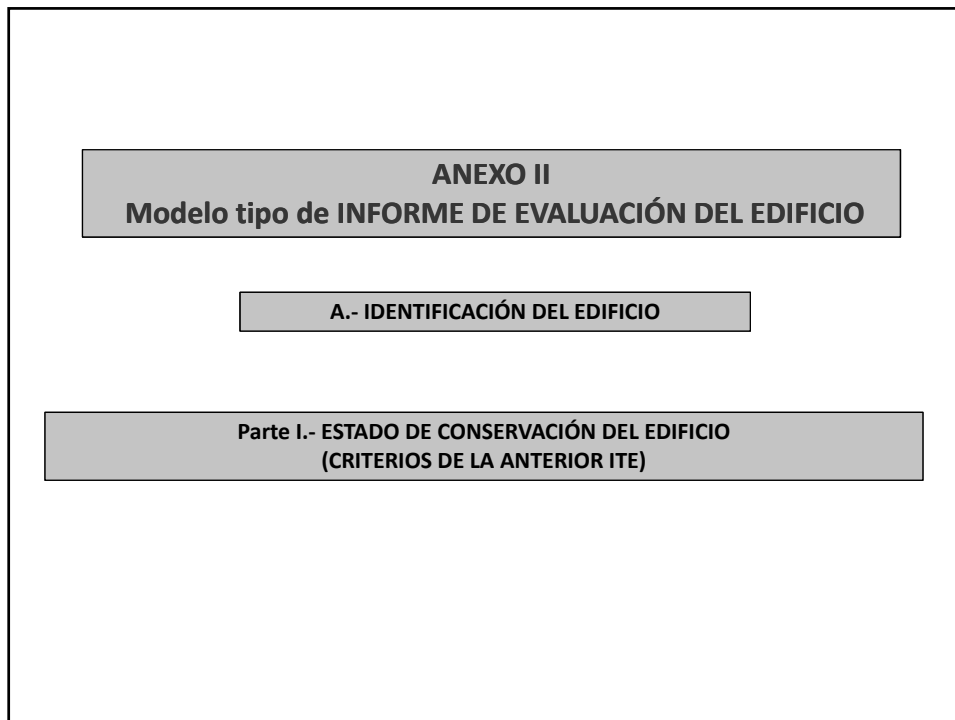 ANEXO II
Modelo tipo de INFORME DE EVALUACIÓN DEL EDIFICIO
A.- IDENTIFICACIÓN DEL EDIFICIO
Parte I.- ESTADO DE CONSERVACIÓN DEL EDIFICIO
(CRITERIOS DE LA ANTERIOR ITE)